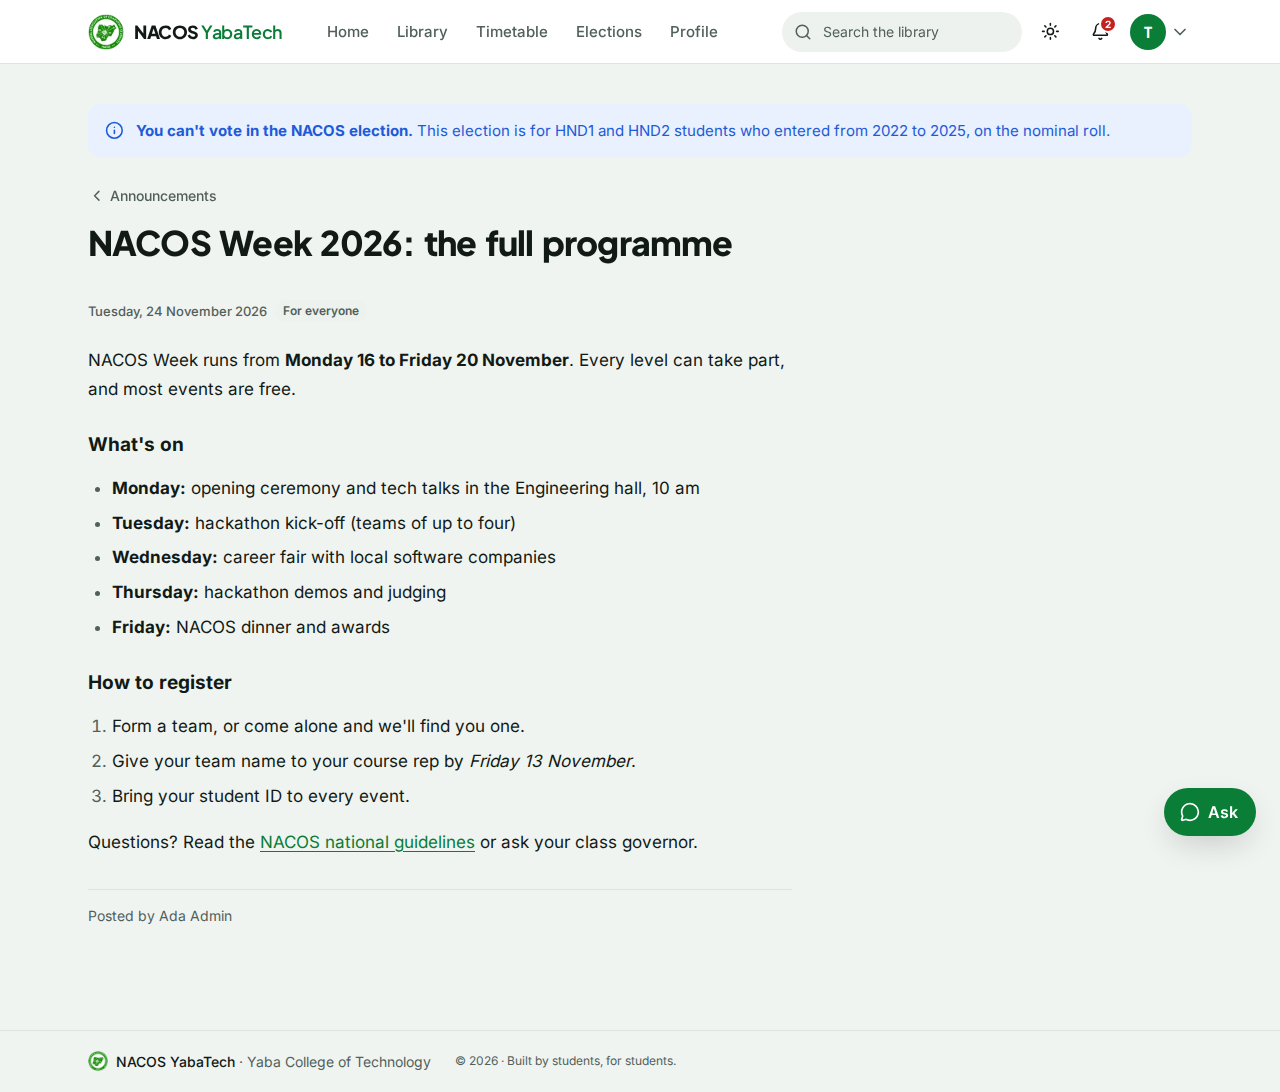 NACOS YabaTech
Home
Library
Timetable
Elections
Profile
Search the library
2
T
You can't vote in the NACOS election. This election is for HND1 and HND2 students who entered from 2022 to 2025, on the nominal roll.
Announcements
NACOS Week 2026: the full programme
Tuesday, 24 November 2026
For everyone
NACOS Week runs from Monday 16 to Friday 20 November. Every level can take part,
and most events are free.
What's on
• Monday: opening ceremony and tech talks in the Engineering hall, 10 am
• Tuesday: hackathon kick-off (teams of up to four)
• Wednesday: career fair with local software companies
• Thursday: hackathon demos and judging
• Friday: NACOS dinner and awards
How to register
1. Form a team, or come alone and we'll find you one.
2. Give your team name to your course rep by Friday 13 November.
3. Bring your student ID to every event.
Ask
Questions? Read the NACOS national guidelines or ask your class governor.
Posted by Ada Admin
NACOS YabaTech · Yaba College of Technology
© 2026 · Built by students, for students.